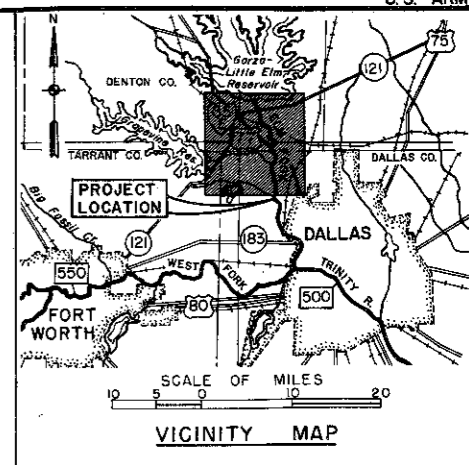 U. S. ARM
N
75
Garza-
Little Elm
Reservoir
121
DENTON CO.
Grapevine Res.
TARRANT CO.
DALLAS CO.
PROJECT
LOCATION
Big Fossil Cr.
121
183
DALLAS
550
WEST FORK
TRINITY R.
500
80
FORT
WORTH
SCALE OF MILES
10 5 0 10 20
VICINITY MAP